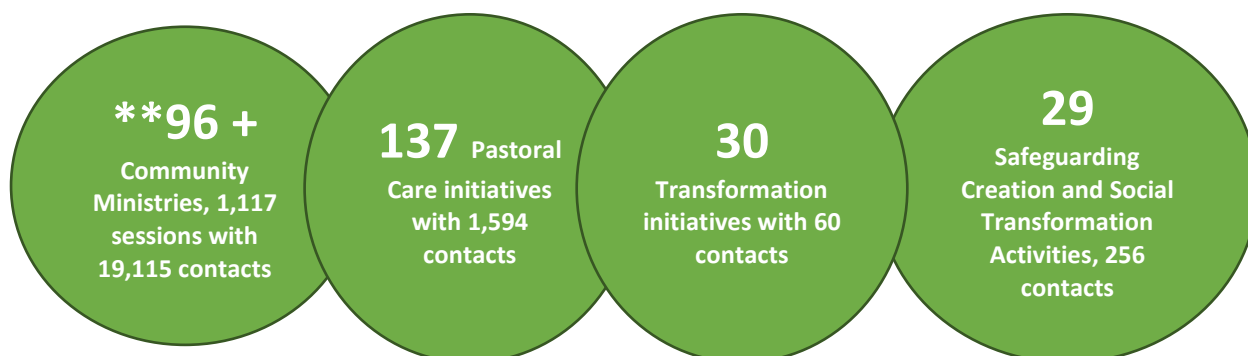 **96 +
Community
Ministries, 1,117
sessions with
19,115 contacts
137 Pastoral
Care initiatives
with 1,594
contacts
30
Transformation
initiatives with 60
contacts
29
Safeguarding
Creation and Social
Transformation
Activities, 256
contacts